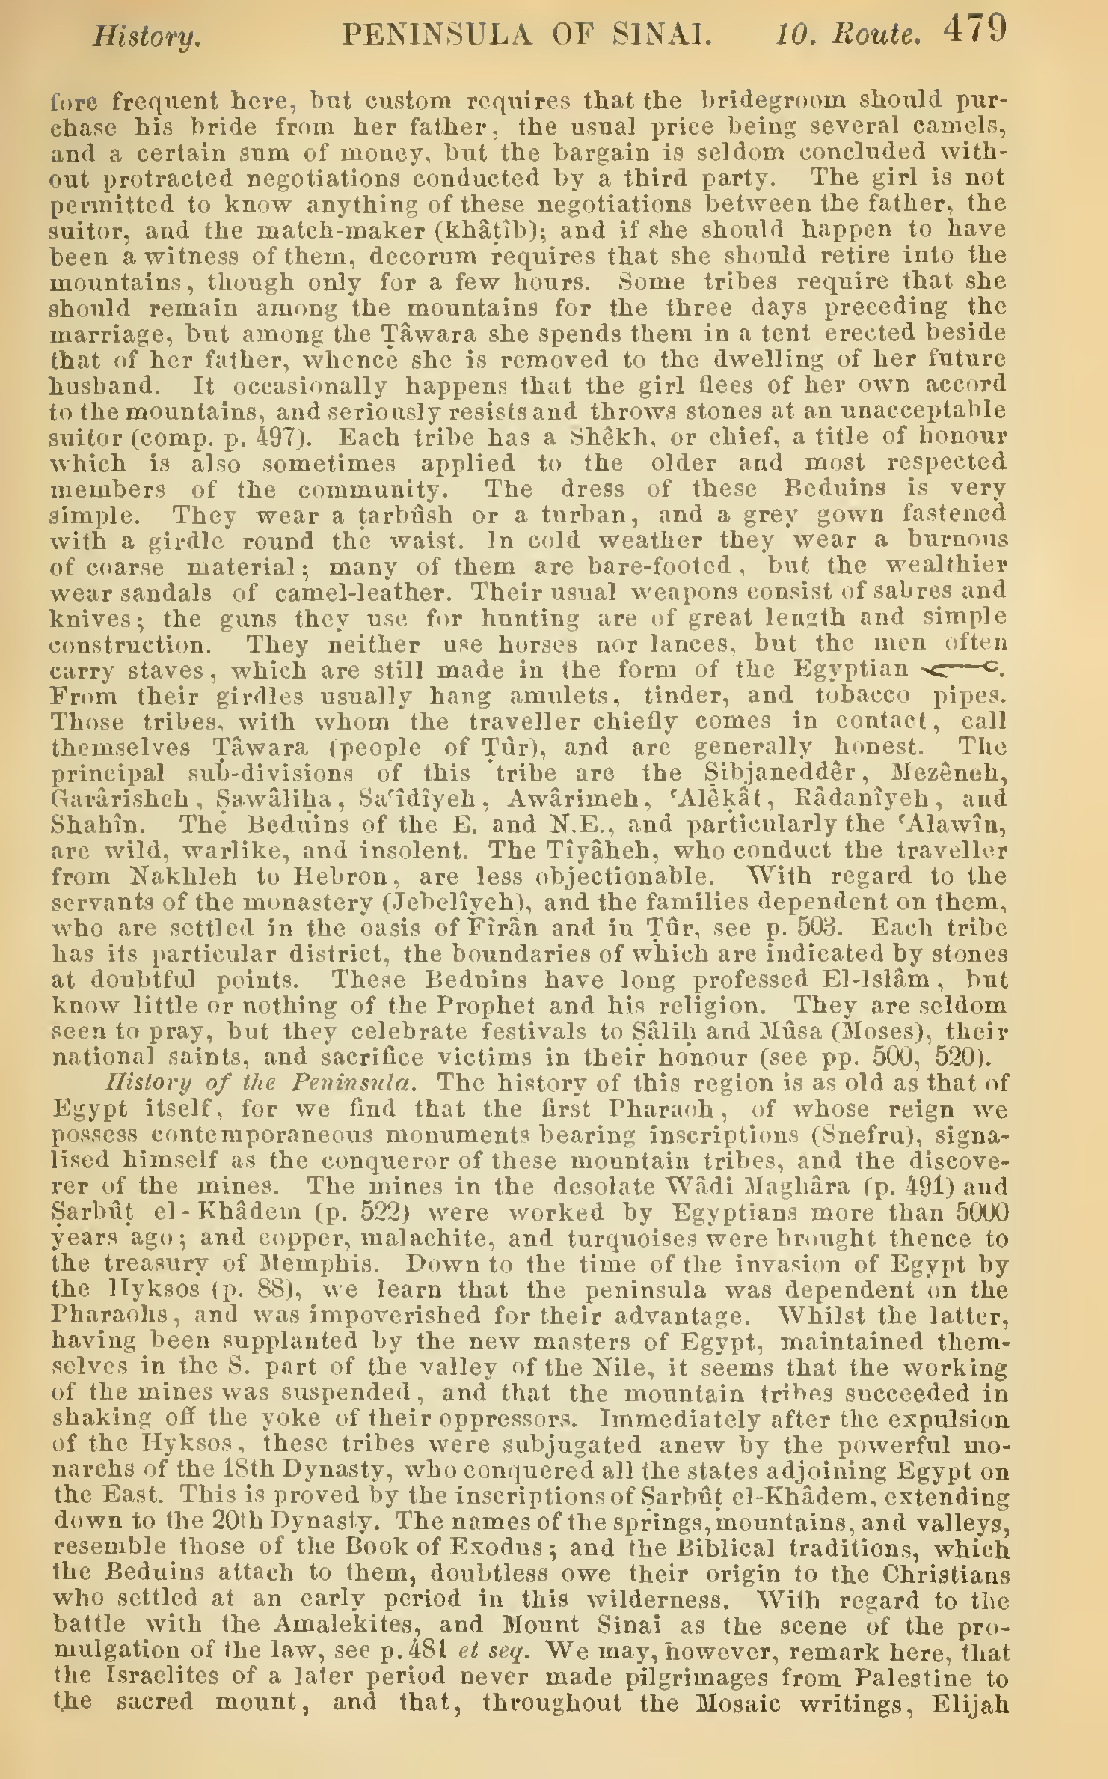 History. PENINSULA OF SINAI. 10. Route. 479
fore frequent here, but custom requires that the bridegroom should pur-
chase his bride from her father, the usual price being several camels,
and a certain sum of money, but the bargain is seldom concluded with-
out protracted negotiations conducted by a third party. The girl is not
permitted to know anything of these negotiations between the father, the
suitor, and the match-maker (khâṭîb); and if she should happen to have
been a witness of them, decorum requires that she should retire into the
mountains, though only for a few hours. Some tribes require that she
should remain among the mountains for the three days preceding the
marriage, but among the Ṭâwara she spends them in a tent erected beside
that of her father, whence she is removed to the dwelling of her future
husband. It occasionally happens that the girl flees of her own accord
to the mountains, and seriously resists and throws stones at an unacceptable
suitor (comp. p. 497). Each tribe has a Shêkh, or chief, a title of honour
which is also sometimes applied to the older and most respected
members of the community. The dress of these Beduins is very
simple. They wear a ṭarbûsh or a turban, and a grey gown fastened
with a girdle round the waist. In cold weather they wear a burnous
of coarse material; many of them are bare-footed, but the wealthier
wear sandals of camel-leather. Their usual weapons consist of sabres and
knives; the guns they use for hunting are of great length and simple
construction. They neither use horses nor lances, but the men often
carry staves, which are still made in the form of the Egyptian
From their girdles usually hang amulets, tinder, and tobacco pipes.
Those tribes, with whom the traveller chiefly comes in contact, call
themselves Ṭâwara (people of Ṭûr), and are generally honest. The
principal sub-divisions of this tribe are the Ṣibjaneddêr, Mezêneh,
Garârisheh, Ṣawâliḥa, Sa'îdîyeh, Awârimeh, 'Alêkât, Râdanîyeh, and
Shahîn. The Beduins of the E. and N.E., and particularly the 'Alawîn,
are wild, warlike, and insolent. The Tîyâheh, who conduct the traveller
from Nakhleh to Hebron, are less objectionable. With regard to the
servants of the monastery (Jebelîyeh), and the families dependent on them,
who are settled in the oasis of Fîrân and in Ṭûr, see p. 503. Each tribe
has its particular district, the boundaries of which are indicated by stones
at doubtful points. These Beduins have long professed El-Islâm, but
know little or nothing of the Prophet and his religion. They are seldom
seen to pray, but they celebrate festivals to Ṣâliḥ and Mûsa (Moses), their
national saints, and sacrifice victims in their honour (see pp. 500, 520).
History of the Peninsula. The history of this region is as old as that of
Egypt itself, for we find that the first Pharaoh, of whose reign we
possess contemporaneous monuments bearing inscriptions (Snefru), signa-
lised himself as the conqueror of these mountain tribes, and the discove-
rer of the mines. The mines in the desolate Wâdi Maghâra (p. 491) and
Ṣarbûṭ el-Khâdem (p. 522) were worked by Egyptians more than 5000
years ago; and copper, malachite, and turquoises were brought thence to
the treasury of Memphis. Down to the time of the invasion of Egypt by
the Hyksos (p. 88), we learn that the peninsula was dependent on the
Pharaohs, and was impoverished for their advantage. Whilst the latter,
having been supplanted by the new masters of Egypt, maintained them-
selves in the S. part of the valley of the Nile, it seems that the working
of the mines was suspended, and that the mountain tribes succeeded in
shaking off the yoke of their oppressors. Immediately after the expulsion
of the Hyksos, these tribes were subjugated anew by the powerful mo-
narchs of the 18th Dynasty, who conquered all the states adjoining Egypt on
the East. This is proved by the inscriptions of Ṣarbûṭ el-Khâdem, extending
down to the 20th Dynasty. The names of the springs, mountains, and valleys,
resemble those of the Book of Exodus; and the Biblical traditions, which
the Beduins attach to them, doubtless owe their origin to the Christians
who settled at an early period in this wilderness. With regard to the
battle with the Amalekites, and Mount Sinai as the scene of the pro-
mulgation of the law, see p. 481 et seq. We may, however, remark here, that
the Israelites of a later period never made pilgrimages from Palestine to
the sacred mount, and that, throughout the Mosaic writings, Elijah